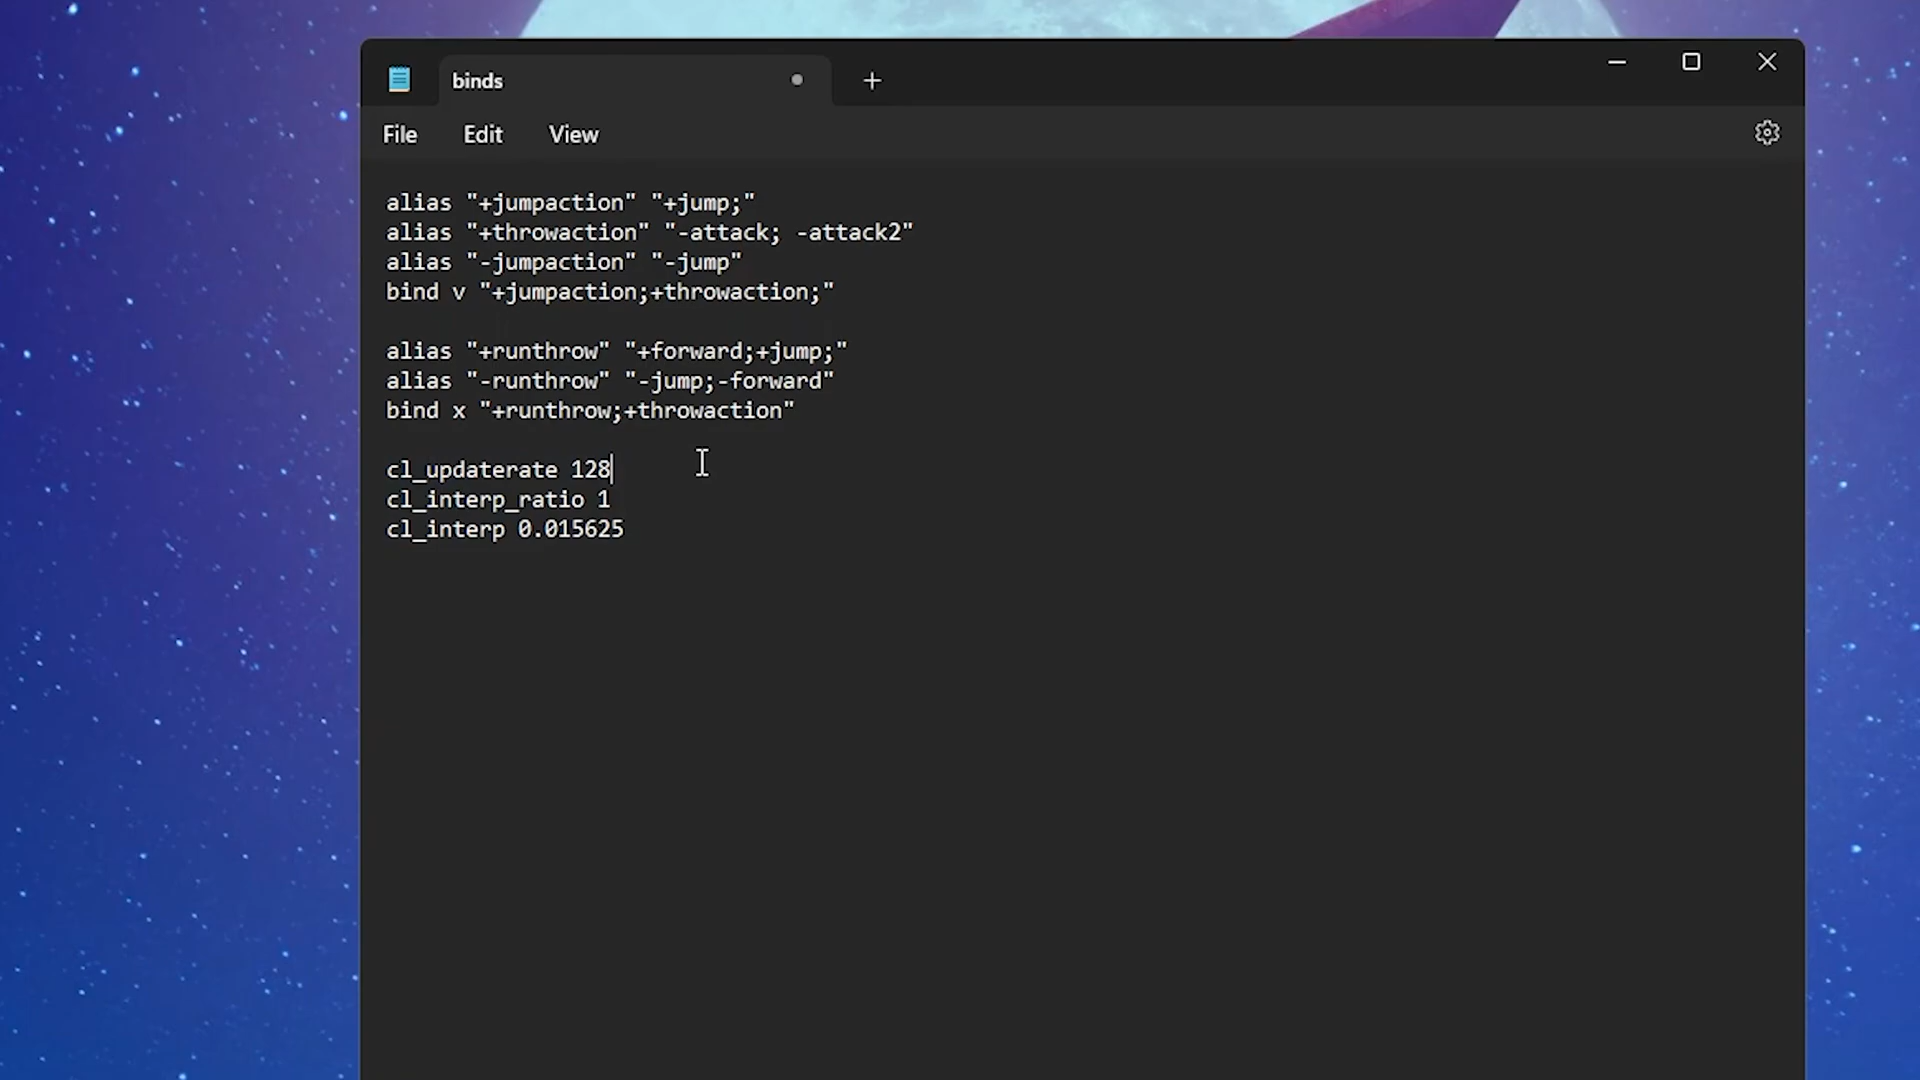 binds
File Edit View
alias "+jumpaction" "+jump;"
alias "+throwaction" "-attack; -attack2"
alias "-jumpaction" "-jump"
bind v "+jumpaction;+throwaction;"
alias "+runthrow" "+forward;+jump;"
alias "-runthrow" "-jump;-forward"
bind x "+runthrow;+throwaction"
cl_updaterate 128
cl_interp_ratio 1
cl_interp 0.015625